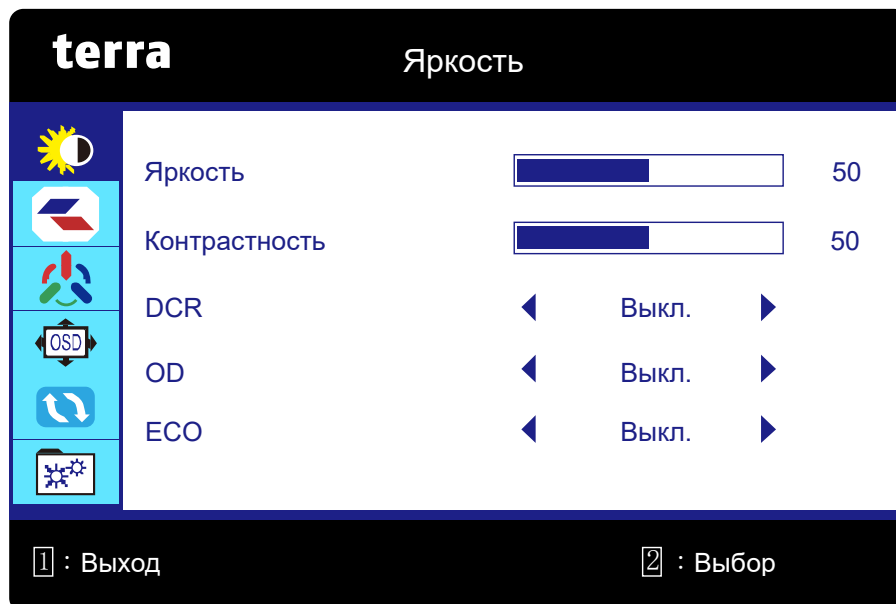 terra
Яркость
Яркость 50
Контрастность 50
DCR Выкл.
OSD
OD Выкл.
ECO Выкл.
1 : Выход 2 : Выбор